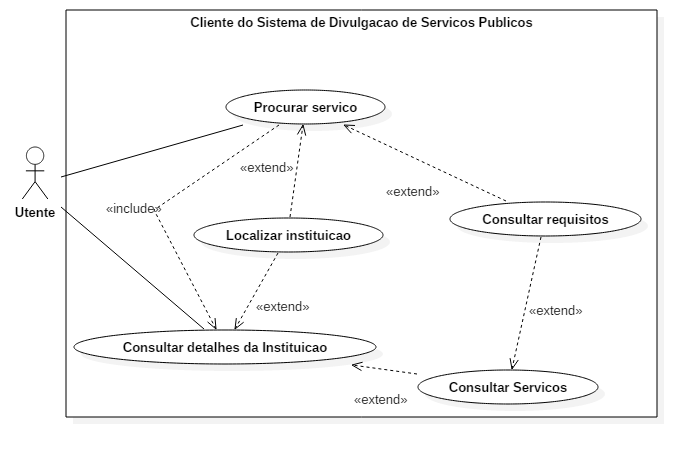 Cliente do Sistema de Divulgacao de Servicos Publicos
Procurar servico
«extend»
«extend»
«include»
Utente
Consultar requisitos
Localizar instituicao
«extend»
«extend»
Consultar detalhes da Instituicao
Consultar Servicos
«extend»